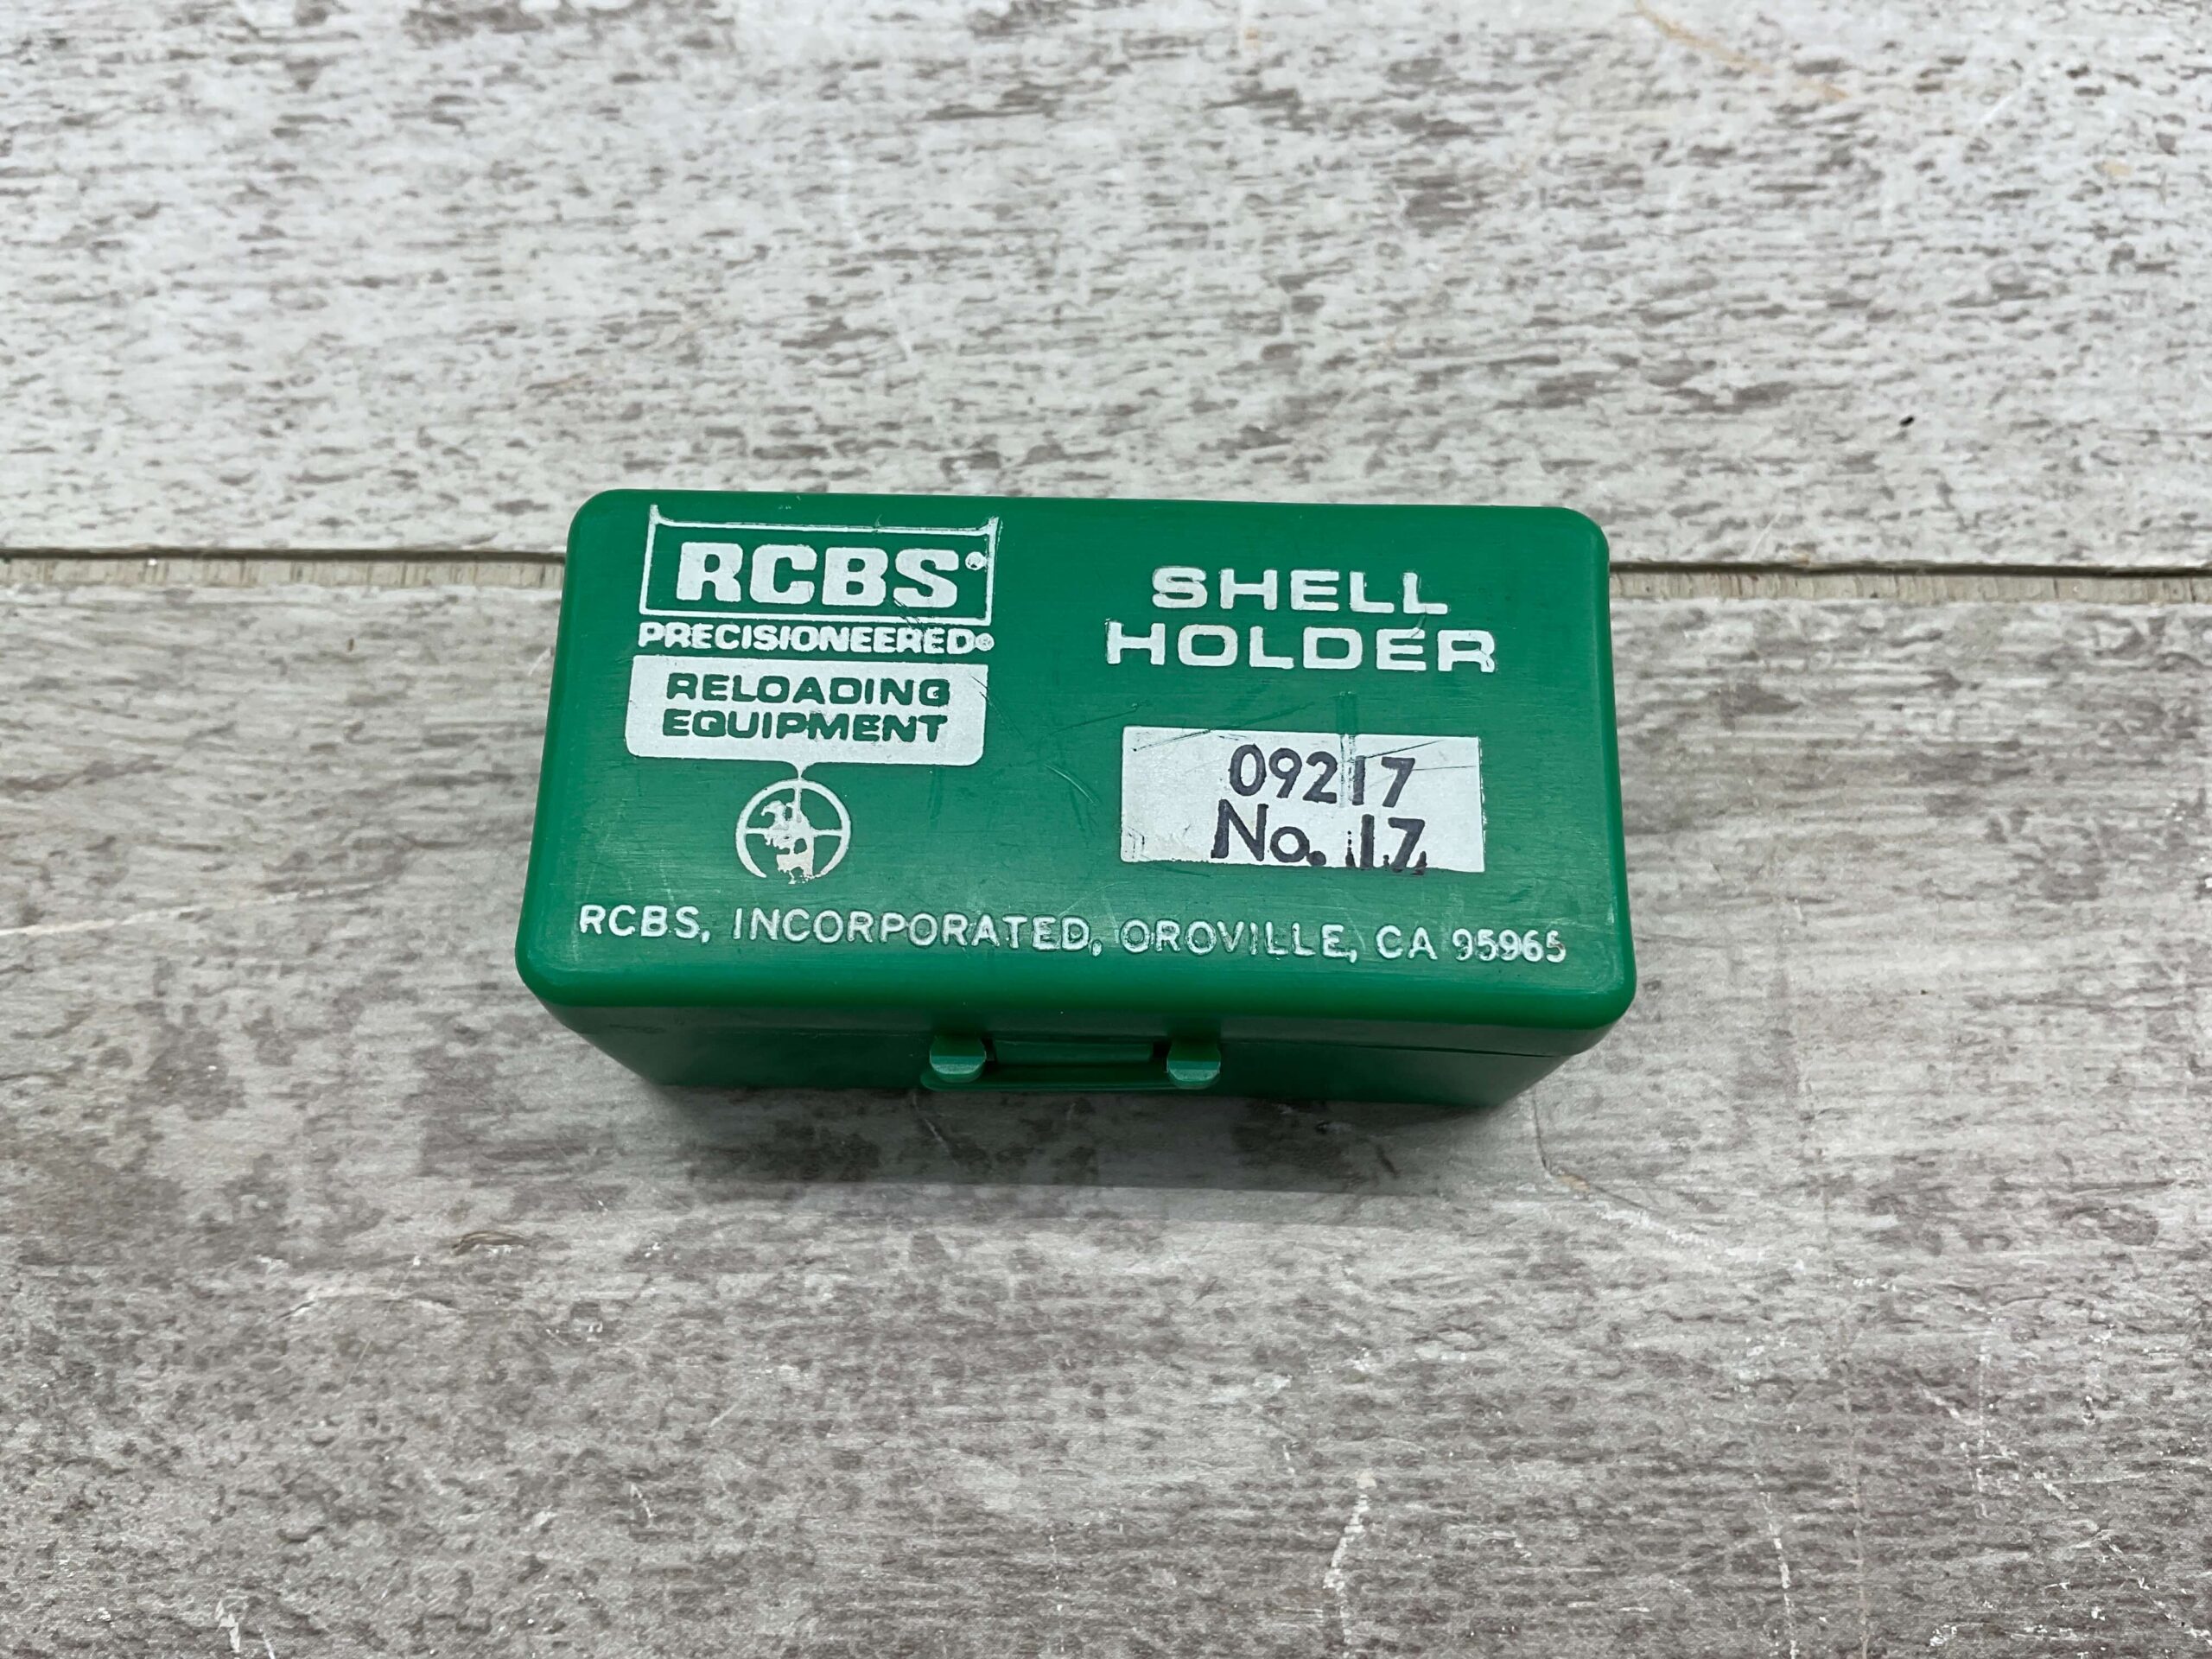 RCBS
PRECISIONEERED®
RELOADING
EQUIPMENT
SHELL
HOLDER
09217
No. 17
RCBS, INCORPORATED, OROVILLE, CA 95965